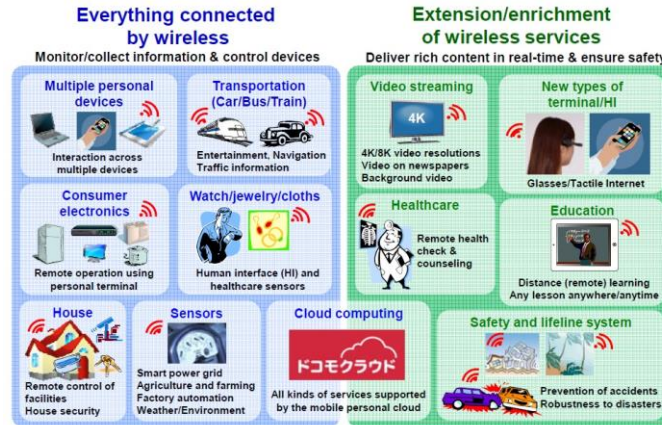 Everything connected
by wireless
Monitor/collect information & control devices
Multiple personal
devices
Interaction across
multiple devices
Transportation
(Car/Bus/Train)
Entertainment, Navigation
Traffic information
Consumer
electronics
Remote operation using
personal terminal
Watch/jewelry/cloths
Human interface (HI) and
healthcare sensors
House
Remote control of
facilities
House security
Sensors
Smart power grid
Agriculture and farming
Factory automation
Weather/Environment
Cloud computing
ドコモクラウド
All kinds of services supported
by the mobile personal cloud
Extension/enrichment
of wireless services
Deliver rich content in real-time & ensure safety
Video streaming
4K
4K/8K video resolutions
Video on newspapers
Background video
New types of
terminal/HI
Glasses/Tactile Internet
Healthcare
Remote health
check &
counseling
Education
Distance (remote) learning
Any lesson anywhere/anytime
Safety and lifeline system
Prevention of accidents
Robustness to disasters